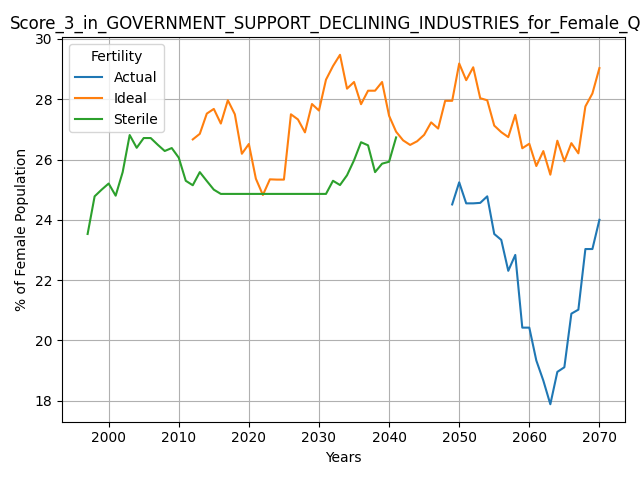 Score_3_in_GOVERNMENT_SUPPORT_DECLINING_INDUSTRIES_for_Female_Q
Fertility
Actual
Ideal
Sterile
% of Female Population
30
28
26
24
22
20
18
2000 2010 2020 2030 2040 2050 2060 2070
Years